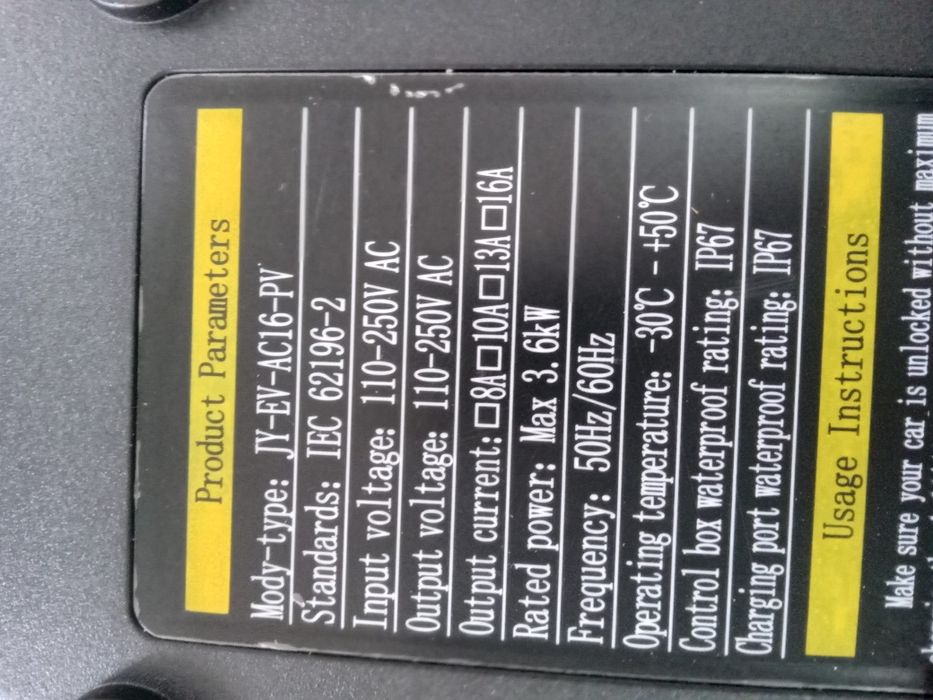 Product Parameters
Mody-type: JY-EV-AC16-PV
Standards: IEC 62196-2
Input voltage: 110-250V AC
Output voltage: 110-250V AC
Output current: □8A□10A□13A□16A
Rated power: Max 3.6kW
Frequency: 50Hz/60Hz
Operating temperature: -30℃ - +50℃
Control box waterproof rating: IP67
Charging port waterproof rating: IP67
Usage Instructions
Make sure your car is unlocked without maximum